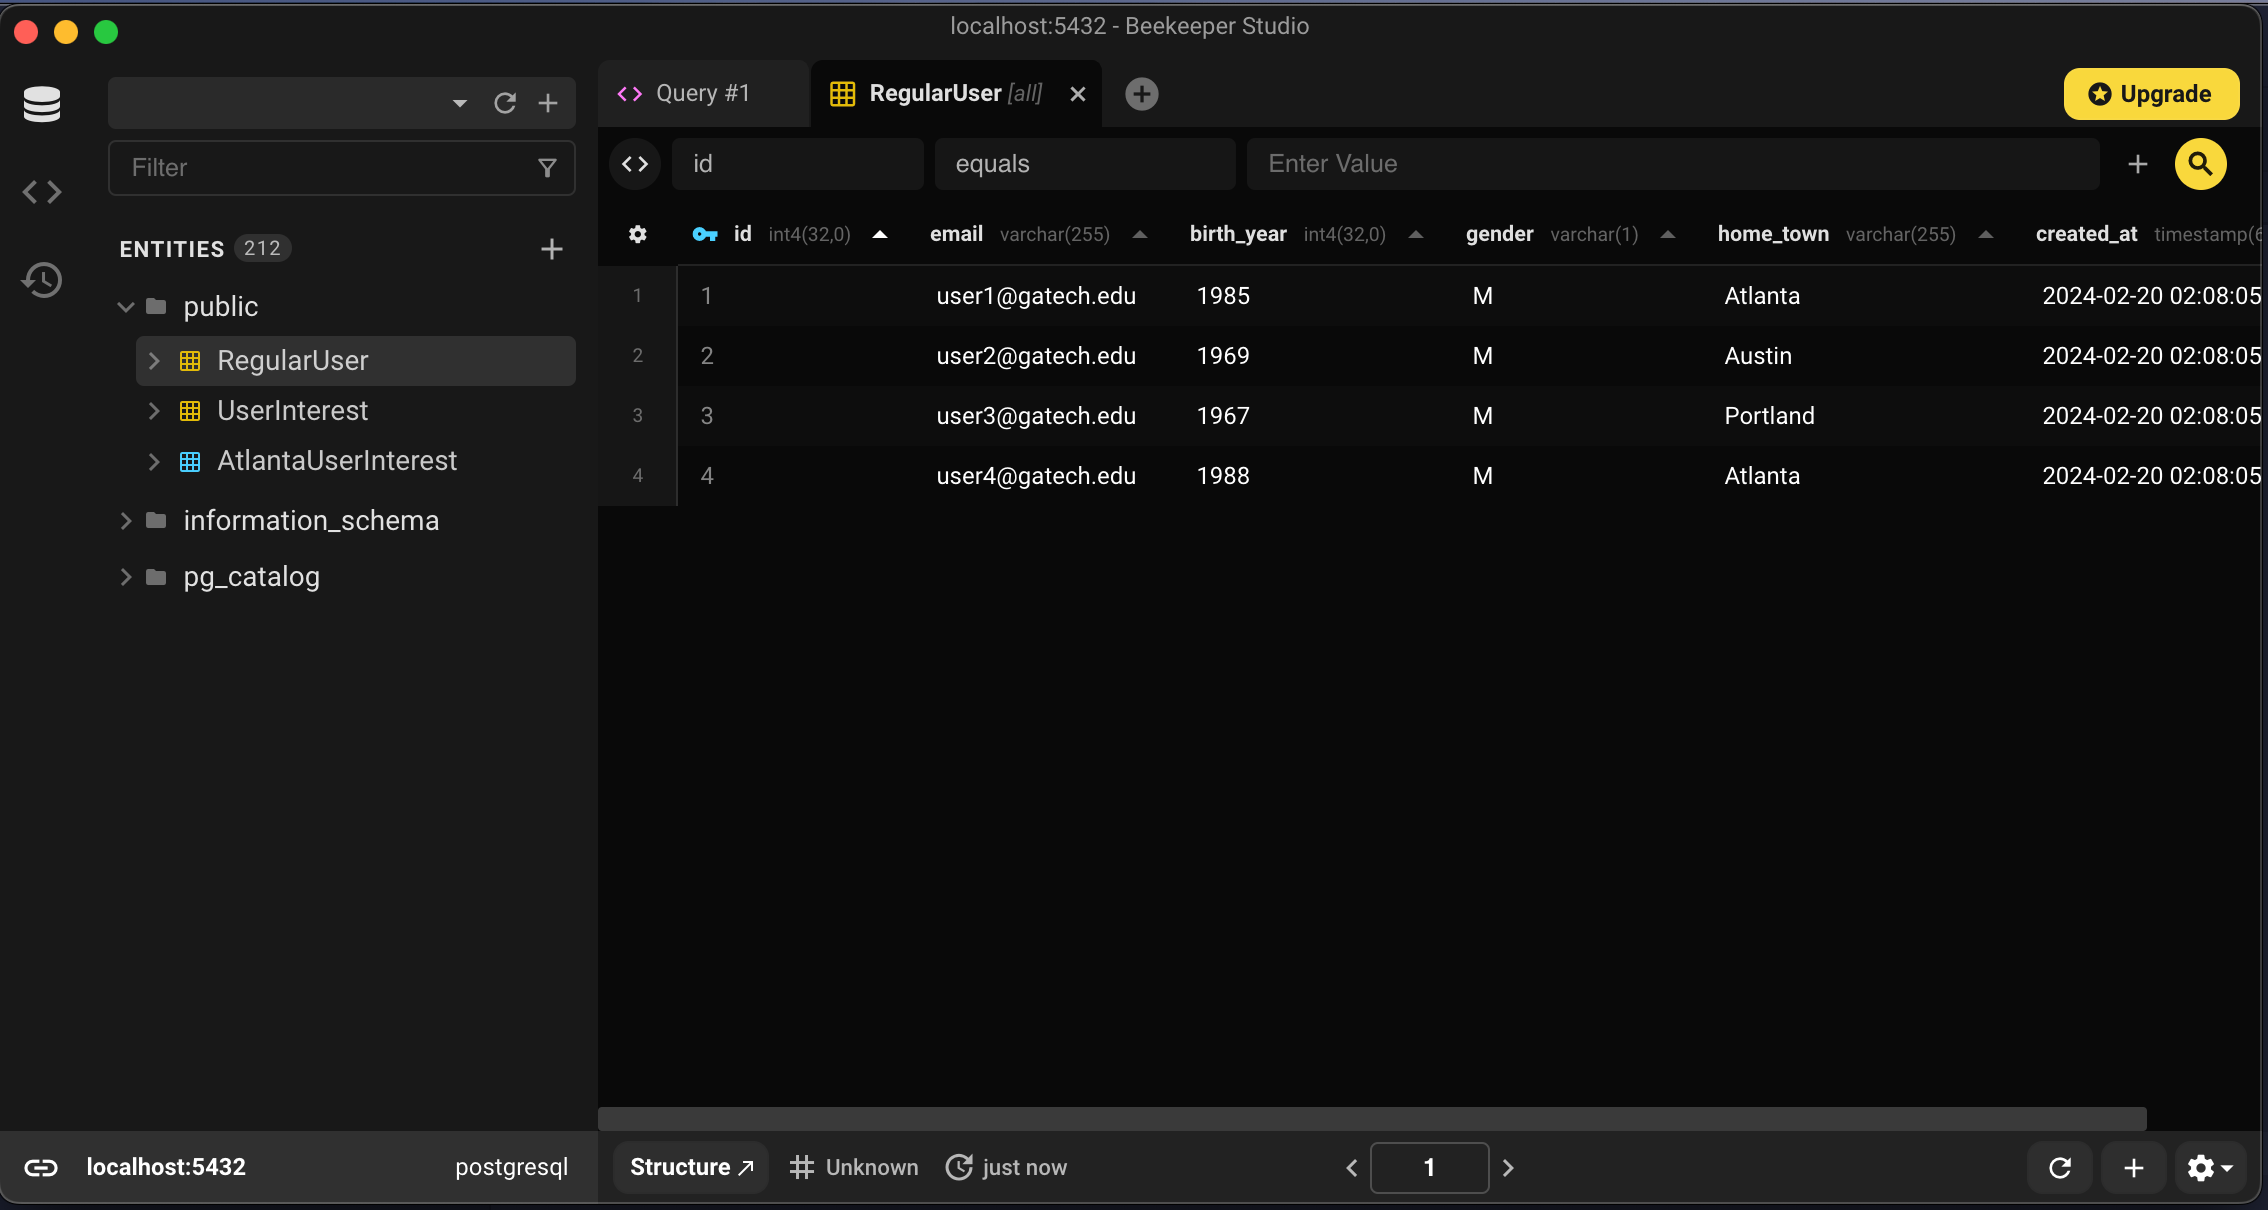 localhost:5432 - Beekeeper Studio
Query #1
RegularUser [all]
Upgrade
Filter
id
equals
Enter Value
ENTITIES 212
public
RegularUser
UserInterest
AtlantaUserInterest
information_schema
pg_catalog
id int4(32,0) email varchar(255) birth_year int4(32,0) gender varchar(1) home_town varchar(255) created_at timestamp(6
1 1 user1@gatech.edu 1985 M Atlanta 2024-02-20 02:08:05
2 2 user2@gatech.edu 1969 M Austin 2024-02-20 02:08:05
3 3 user3@gatech.edu 1967 M Portland 2024-02-20 02:08:05
4 4 user4@gatech.edu 1988 M Atlanta 2024-02-20 02:08:05
localhost:5432 postgresql
Structure Unknown just now 1